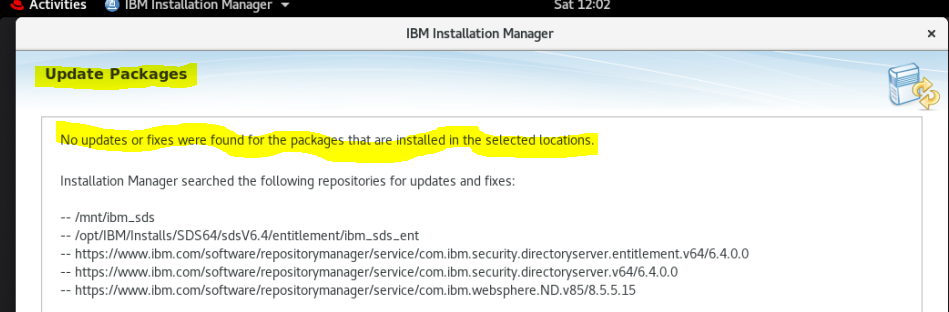 Activities IBM Installation Manager Sat 12:02
IBM Installation Manager ×
Update Packages
No updates or fixes were found for the packages that are installed in the selected locations.
Installation Manager searched the following repositories for updates and fixes:
-- /mnt/ibm_sds
-- /opt/IBM/Installs/SDS64/sdsV6.4/entitlement/ibm_sds_ent
-- https://www.ibm.com/software/repositorymanager/service/com.ibm.security.directoryserver.entitlement.v64/6.4.0.0
-- https://www.ibm.com/software/repositorymanager/service/com.ibm.security.directoryserver.v64/6.4.0.0
-- https://www.ibm.com/software/repositorymanager/service/com.ibm.websphere.ND.v85/8.5.5.15